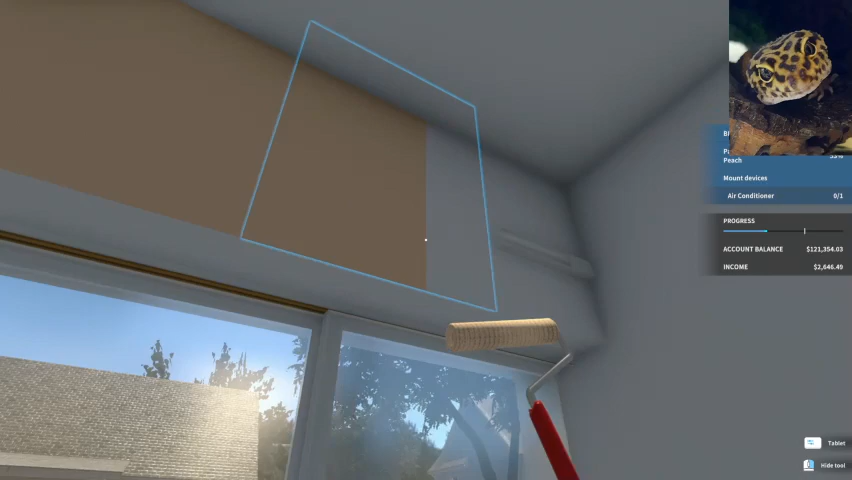 Peach
Mount devices
Air Conditioner 0/1
PROGRESS
ACCOUNT BALANCE $121,354.03
INCOME $2,646.49
Tablet
Hide tool